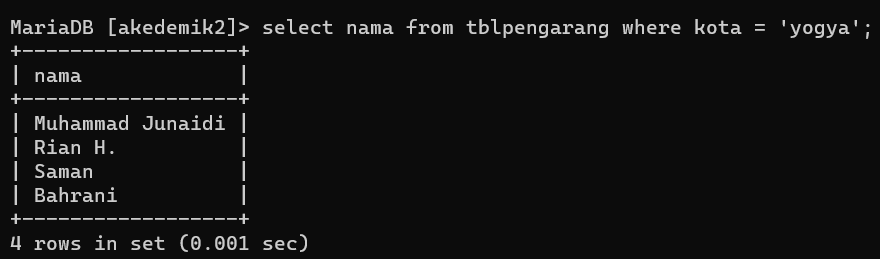 MariaDB [akedemik2]> select nama from tblpengarang where kota = 'yogya';
+------------------+
| nama             |
+------------------+
| Muhammad Junaidi |
| Rian H.          |
| Saman            |
| Bahrani          |
+------------------+
4 rows in set (0.001 sec)